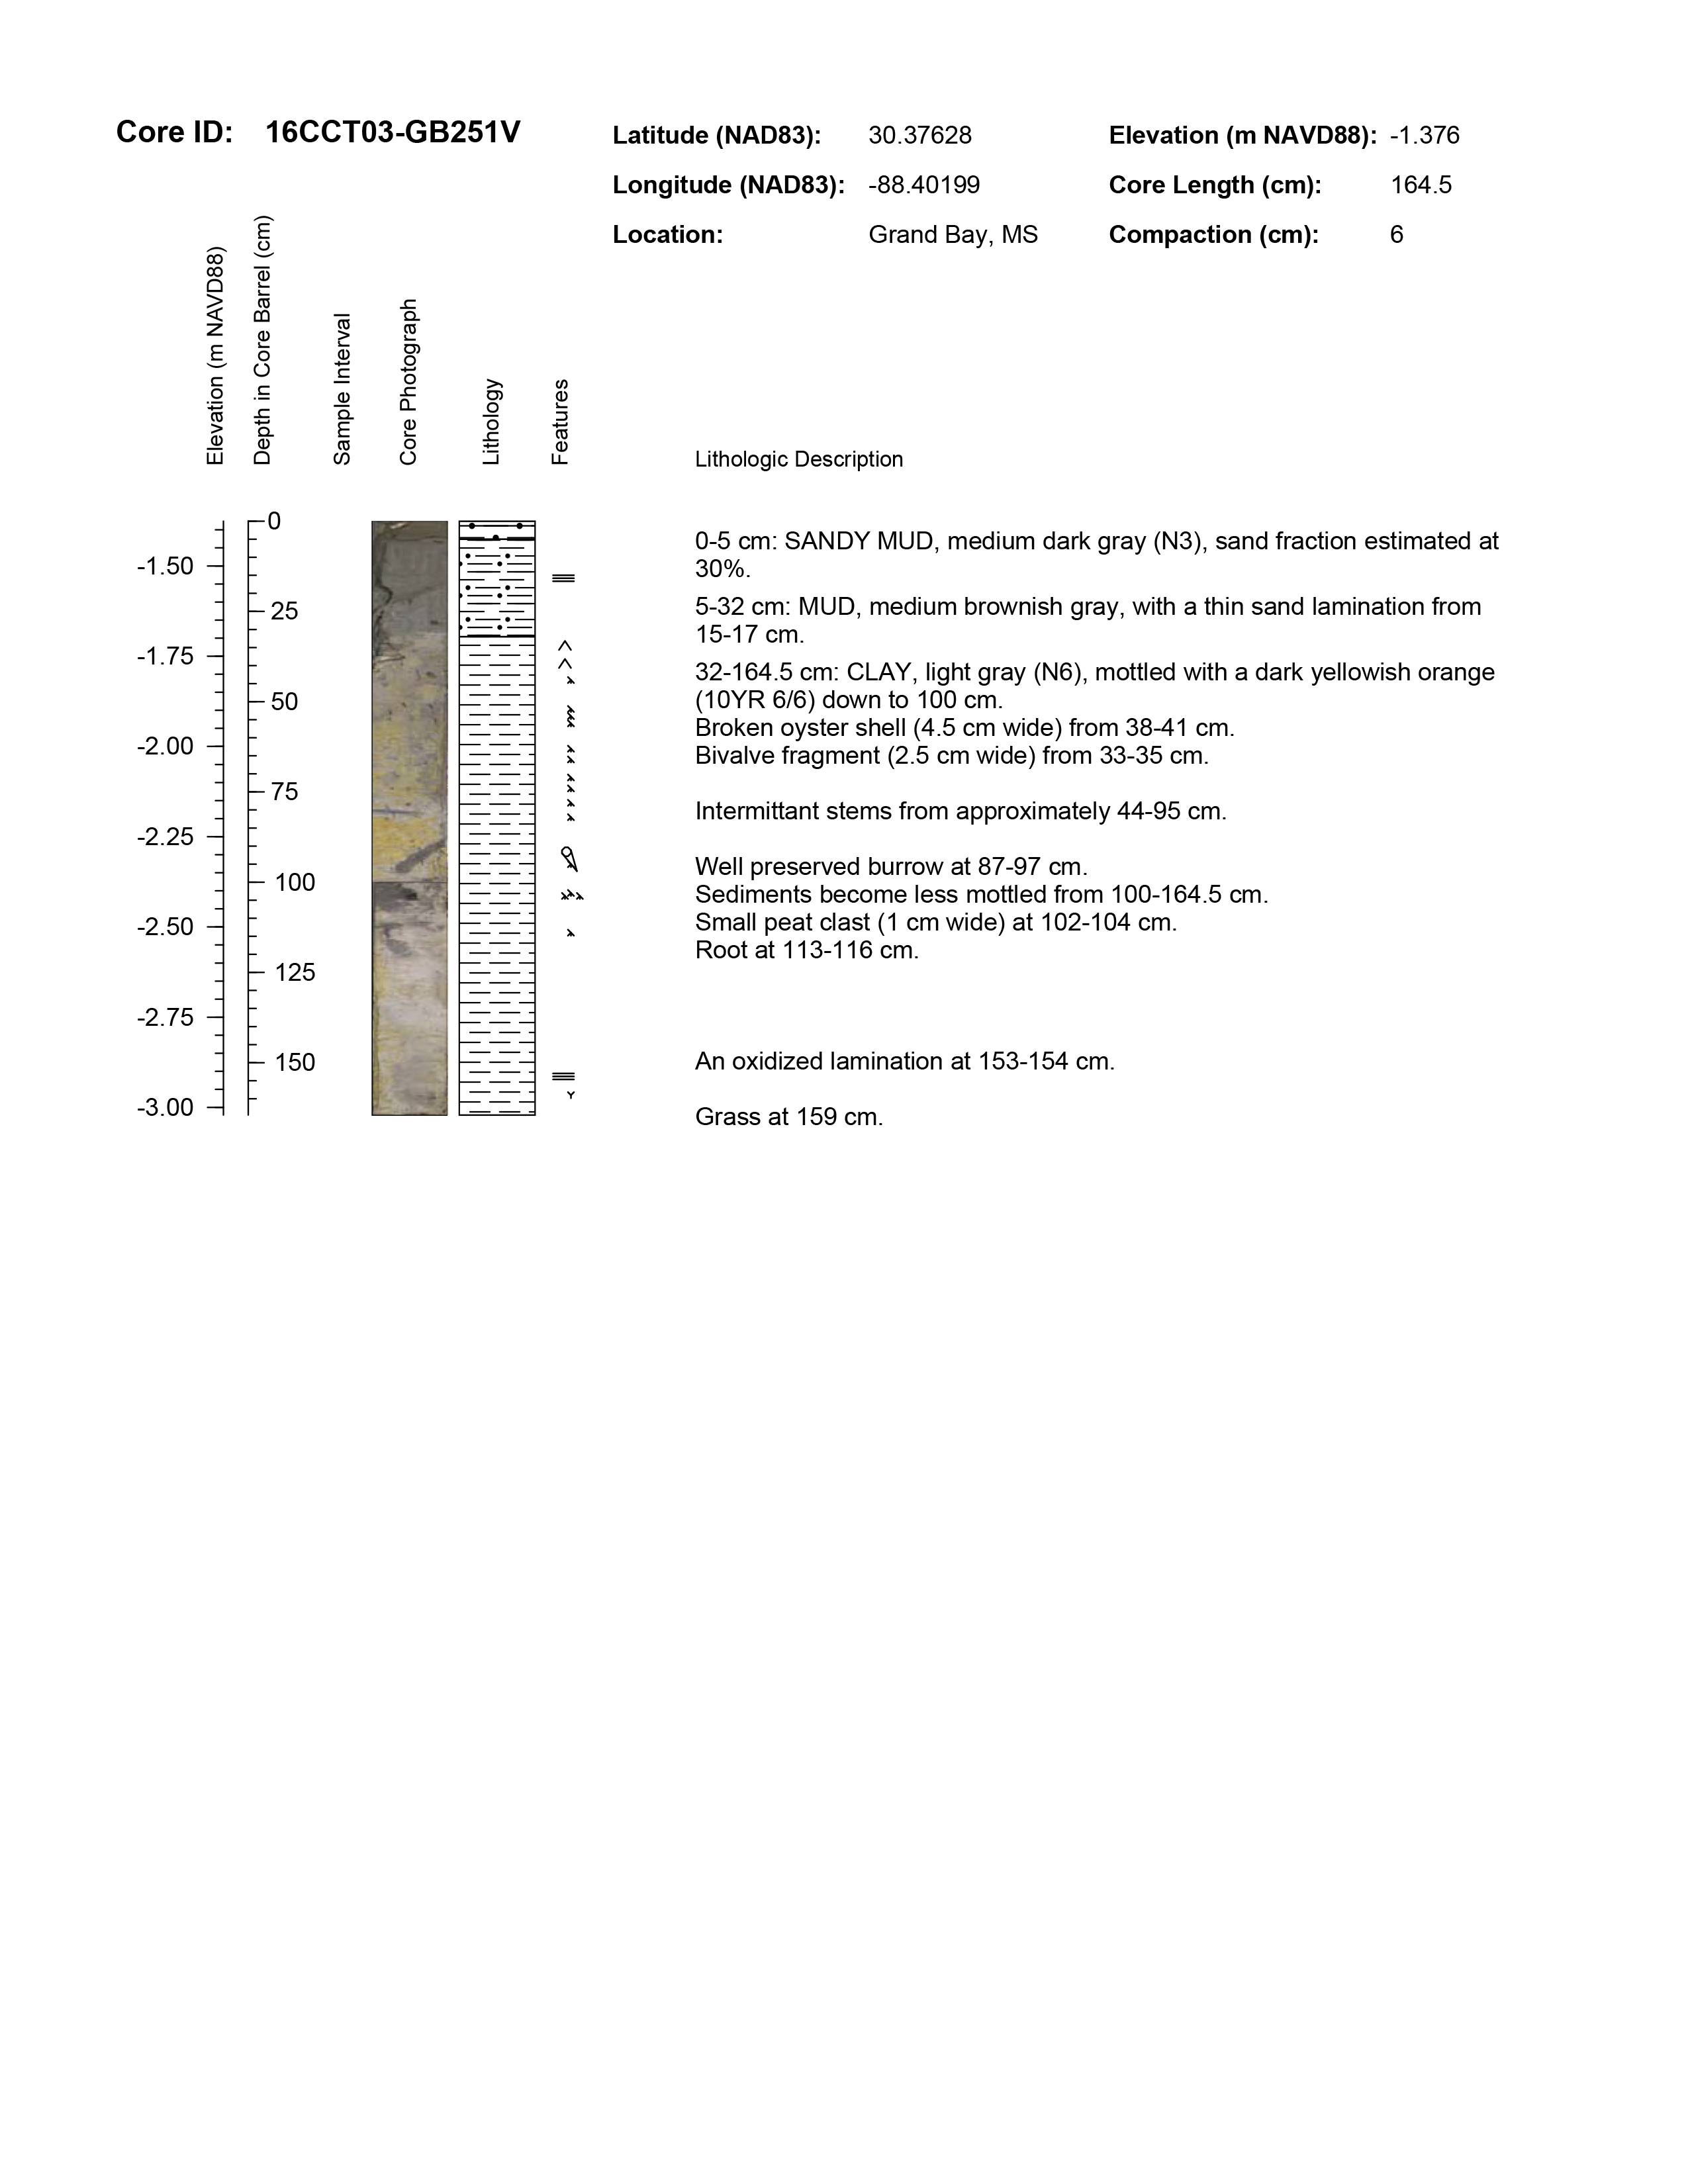 Core ID: 16CCT03-GB251V
Latitude (NAD83): 30.37628
Elevation (m NAVD88): -1.376
Longitude (NAD83): -88.40199
Core Length (cm): 164.5
Location: Grand Bay, MS
Compaction (cm): 6
Elevation (m NAVD88)
Depth in Core Barrel (cm)
Sample Interval
Core Photograph
Lithology
Features
Lithologic Description
-1.50
-1.75
-2.00
-2.25
-2.50
-2.75
-3.00
0
25
50
75
100
125
150
0-5 cm: SANDY MUD, medium dark gray (N3), sand fraction estimated at
30%.
5-32 cm: MUD, medium brownish gray, with a thin sand lamination from
15-17 cm.
32-164.5 cm: CLAY, light gray (N6), mottled with a dark yellowish orange
(10YR 6/6) down to 100 cm.
Broken oyster shell (4.5 cm wide) from 38-41 cm.
Bivalve fragment (2.5 cm wide) from 33-35 cm.
Intermittant stems from approximately 44-95 cm.
Well preserved burrow at 87-97 cm.
Sediments become less mottled from 100-164.5 cm.
Small peat clast (1 cm wide) at 102-104 cm.
Root at 113-116 cm.
An oxidized lamination at 153-154 cm.
Grass at 159 cm.